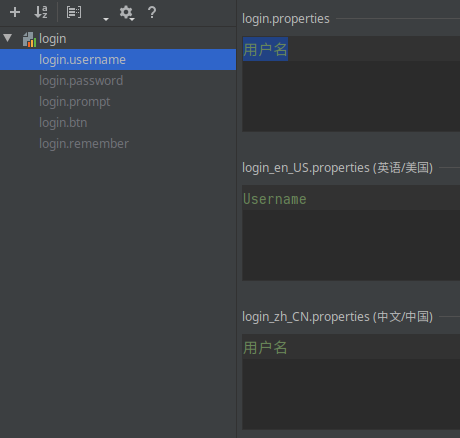 login
login.username
login.password
login.prompt
login.btn
login.remember
login.properties
用户名
login_en_US.properties (英语/美国)
Username
login_zh_CN.properties (中文/中国)
用户名